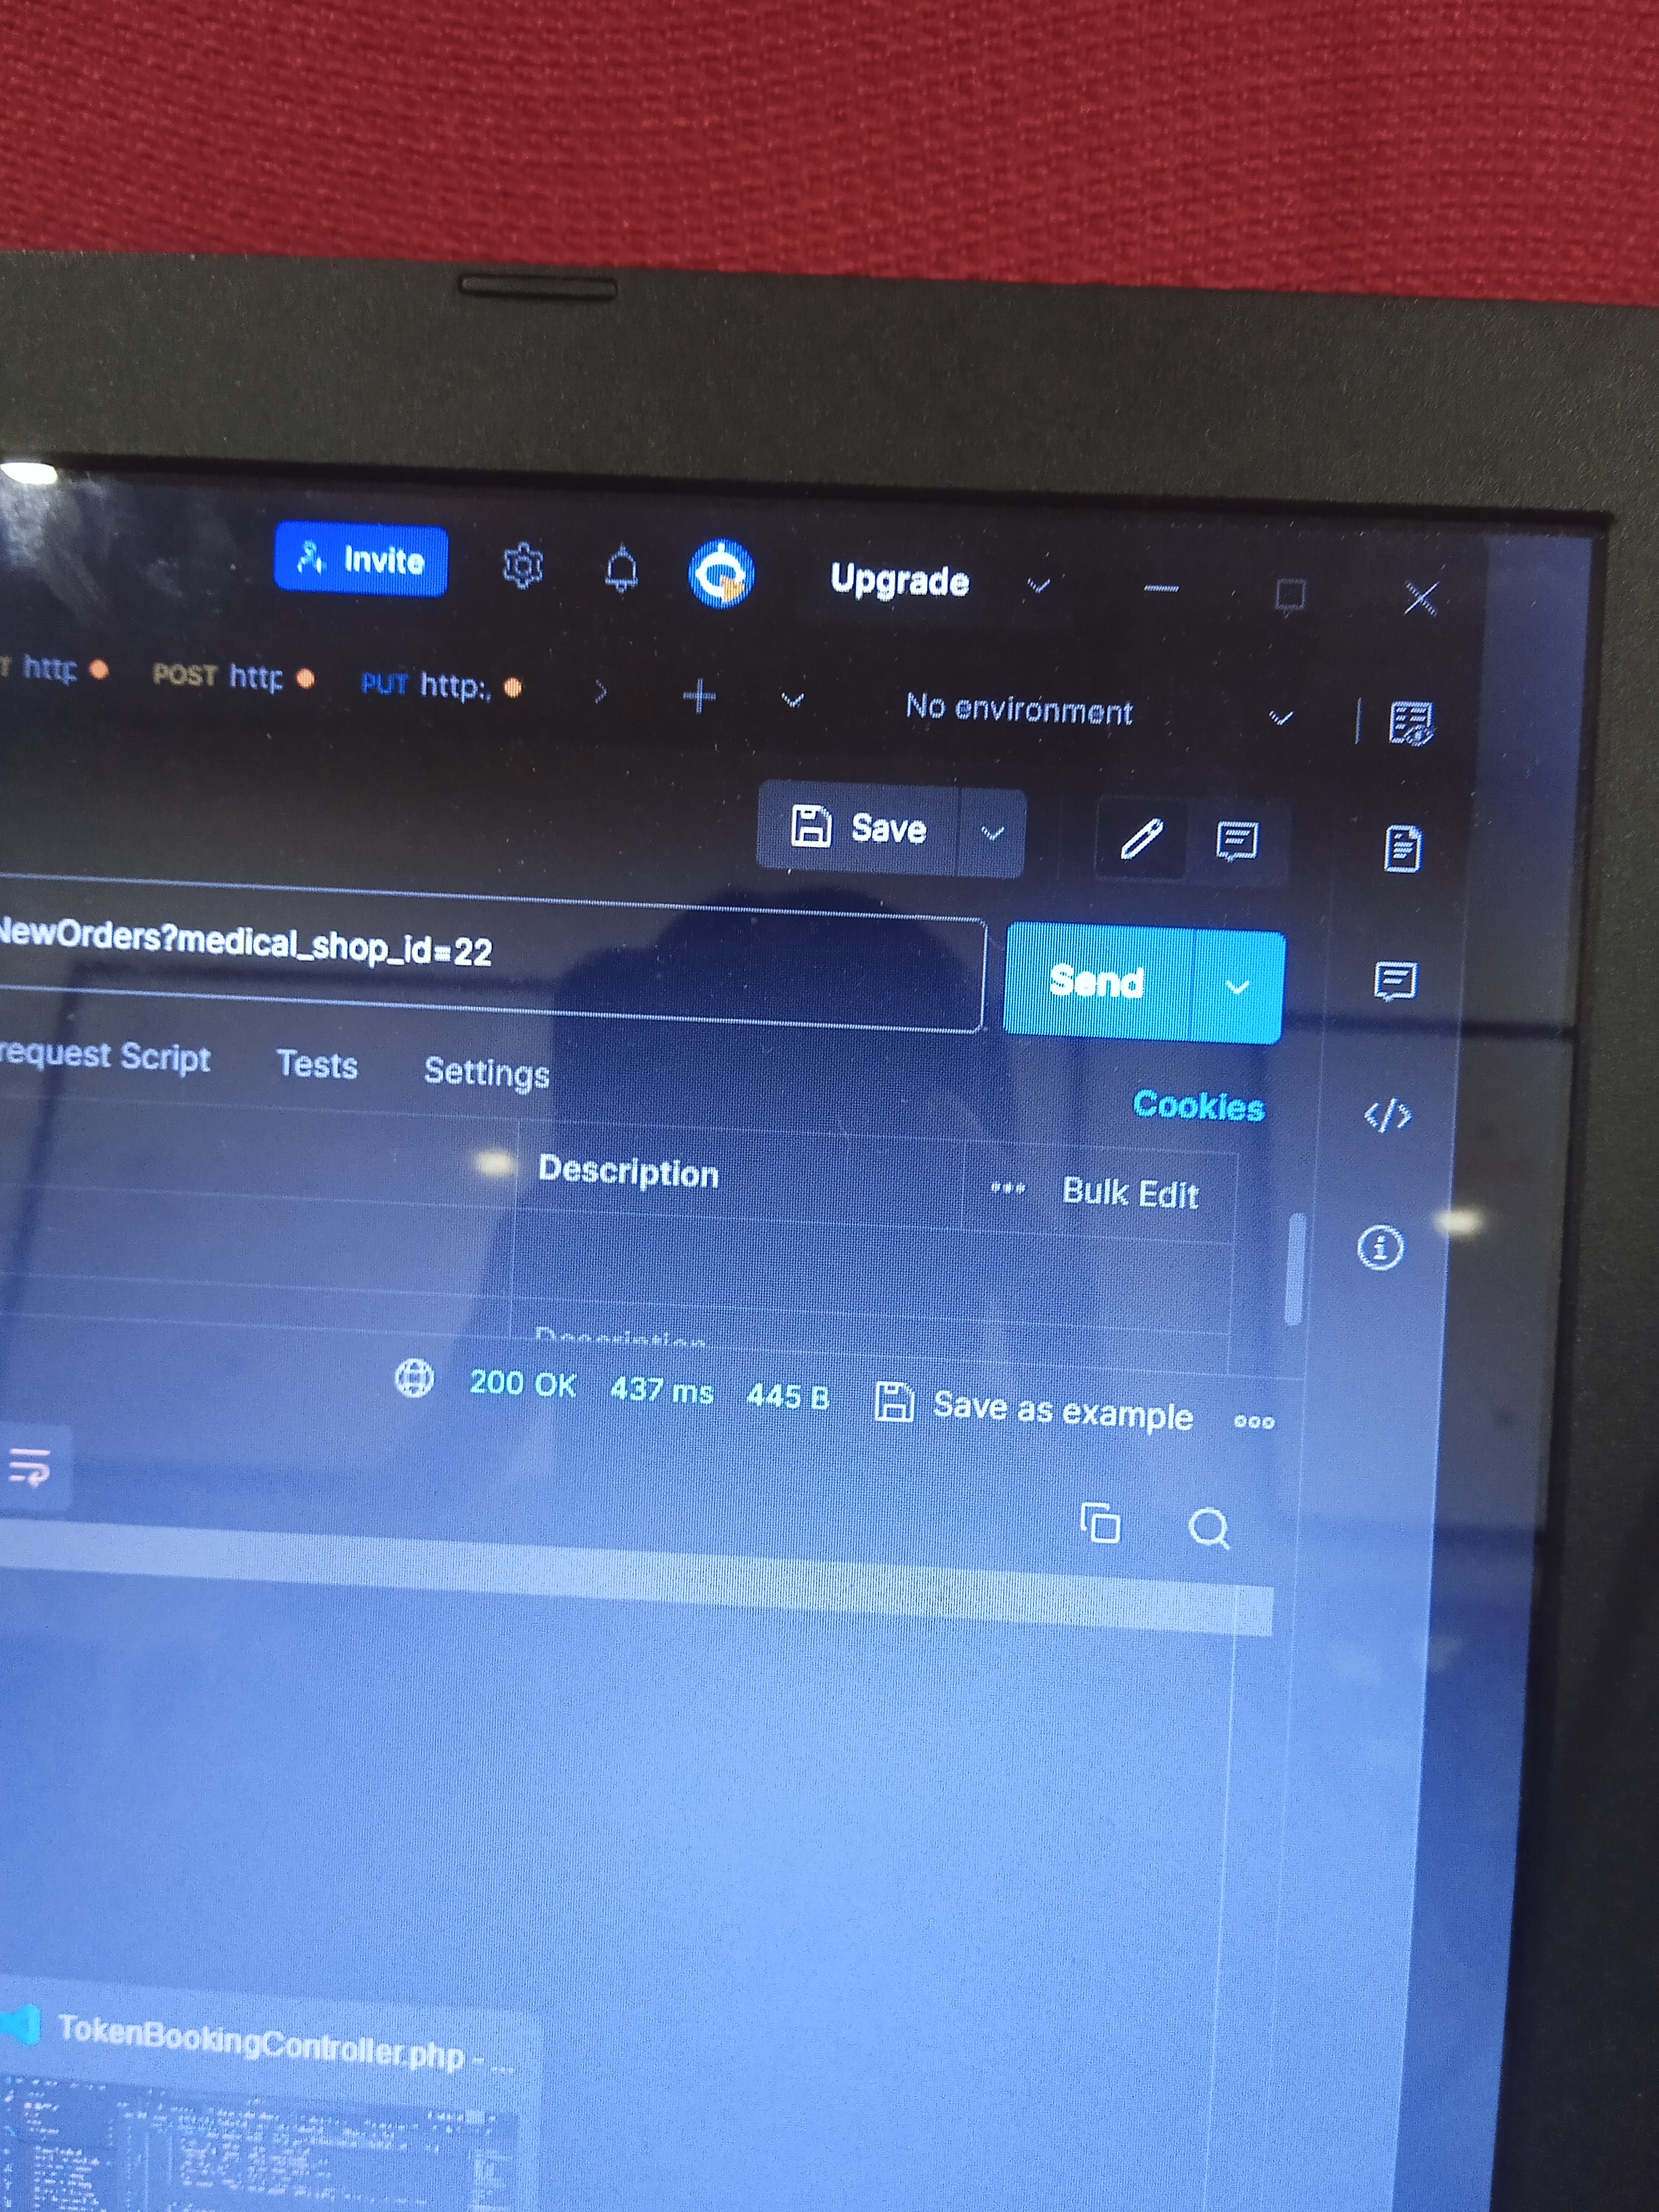 Invite Upgrade
http POST http PUT http:, No environment
Save
NewOrders?medical_shop_id=22 Send
request Script Tests Settings Cookies
Description Bulk Edit
Description
200 OK 437 ms 445 B Save as example
TokenBookingController.php - ...